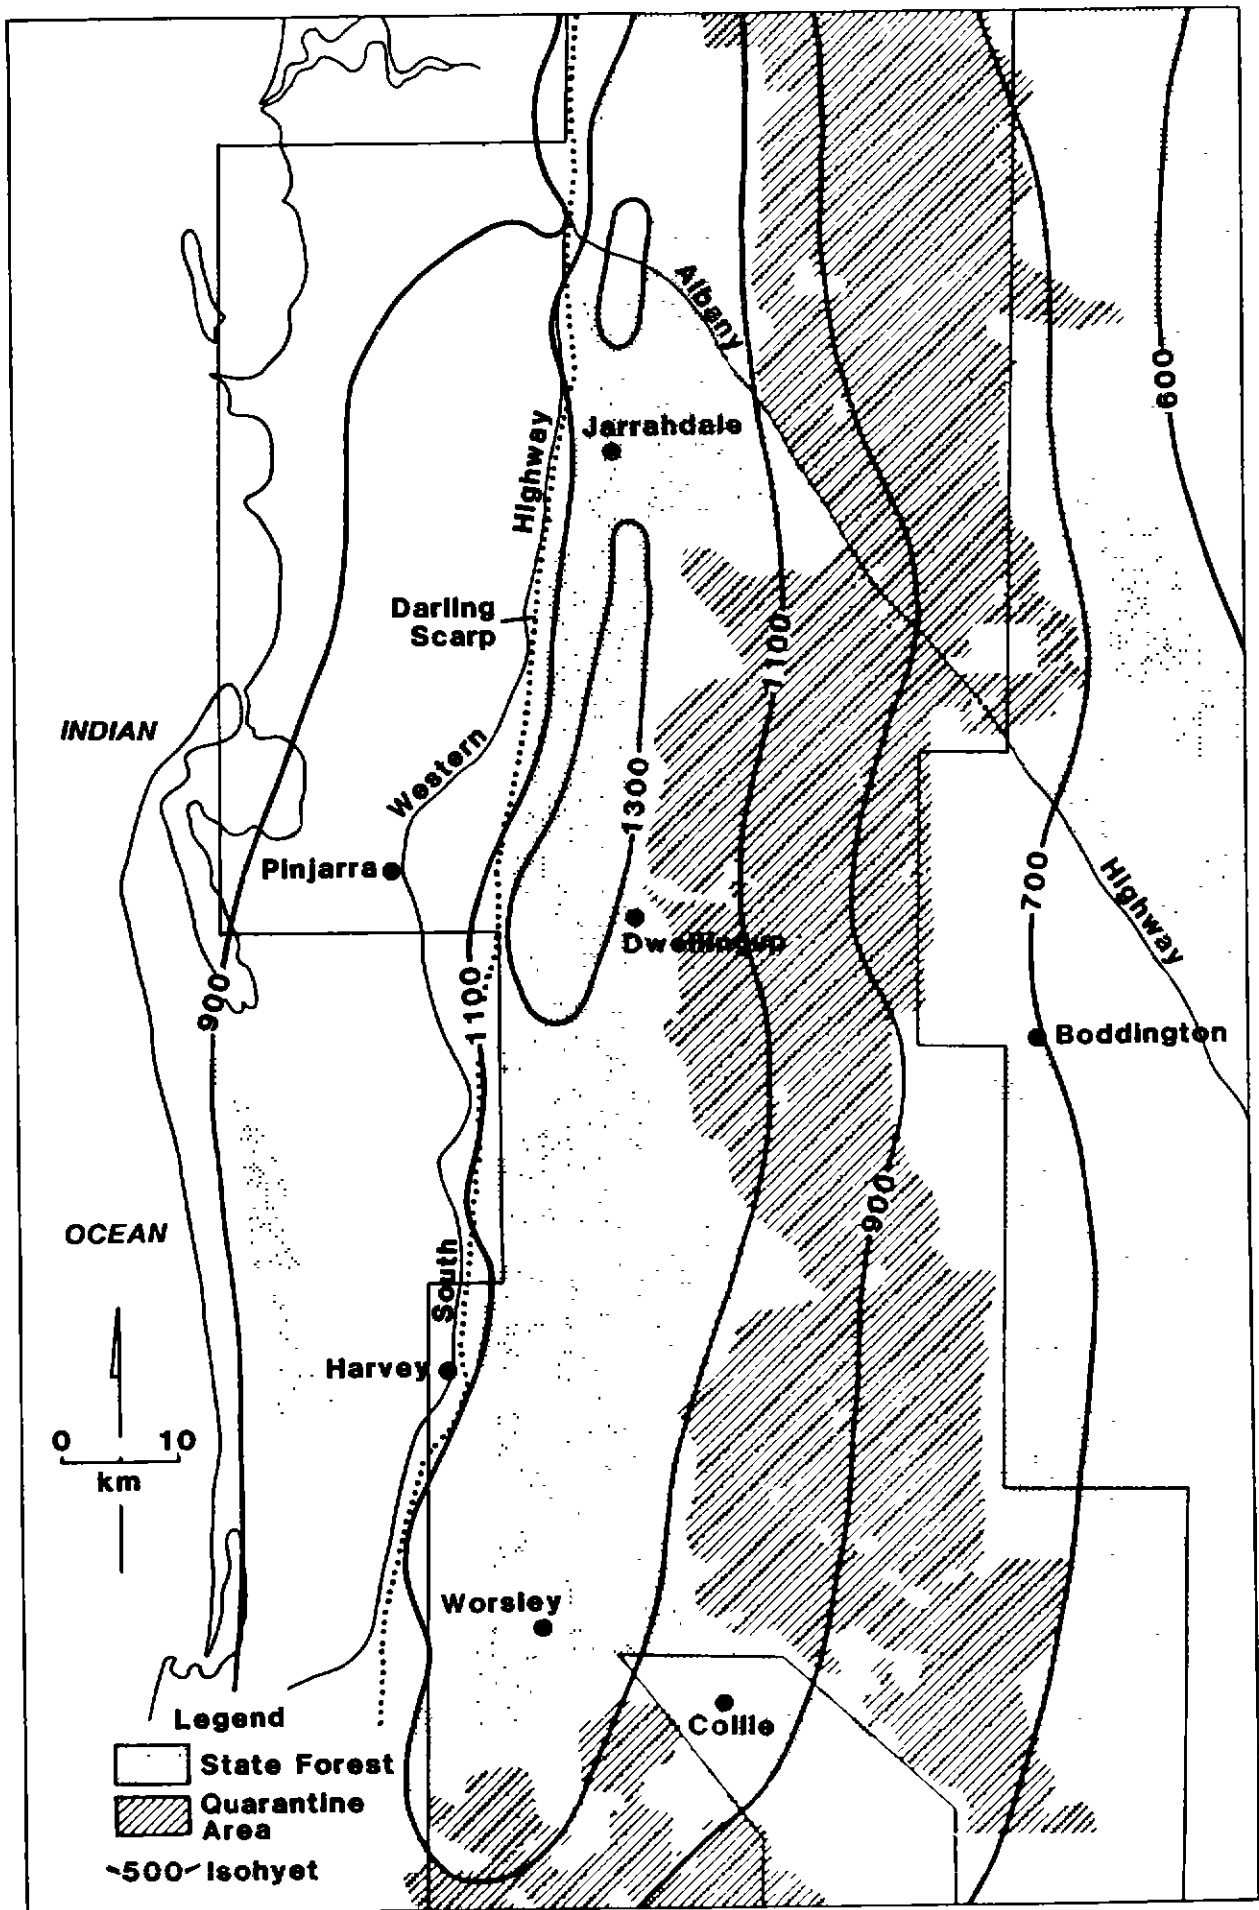 Albany
600
Jarrahdale
Highway
Darling
Scarp
1100
INDIAN
Western
1300
Pinjarra
700
Highway
Dwellingup
900
1100
Boddington
900
OCEAN
South
Harvey
0 10
km
Worsley
Collie
Legend
State Forest
Quarantine
Area
500 Isohyet